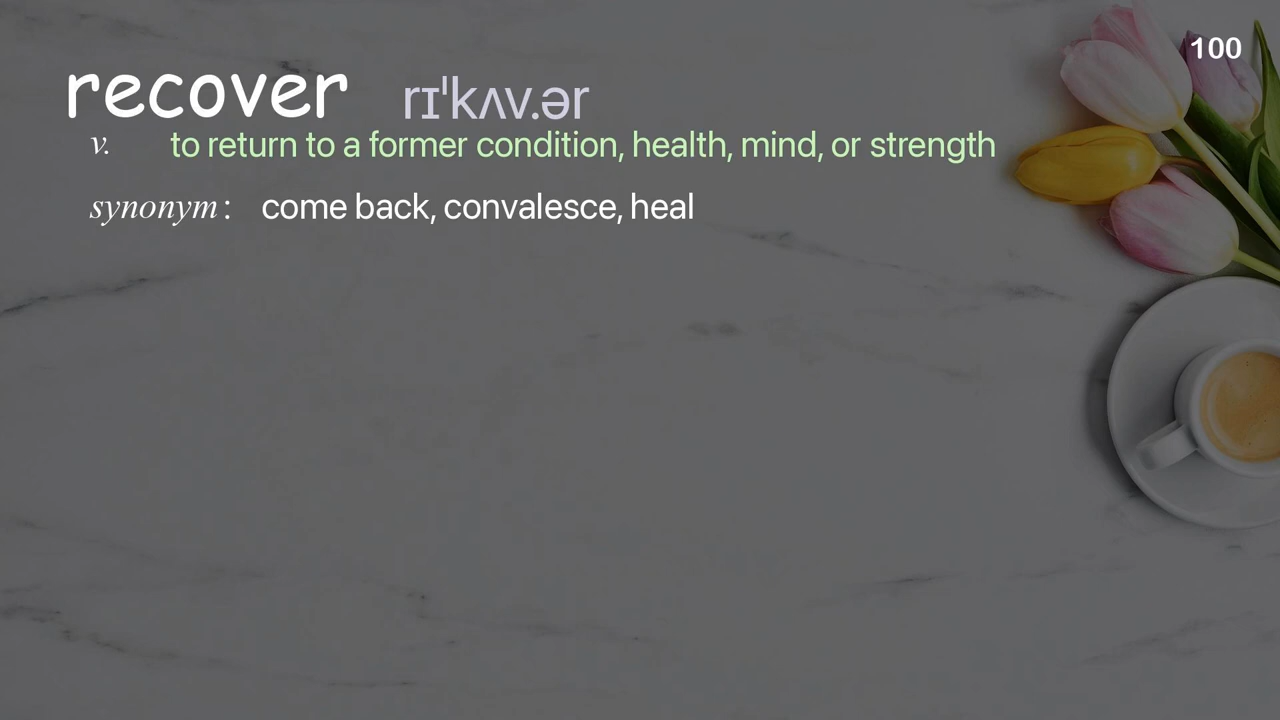 100
recover rɪˈkʌv.ər
v. to return to a former condition, health, mind, or strength
synonym : come back, convalesce, heal